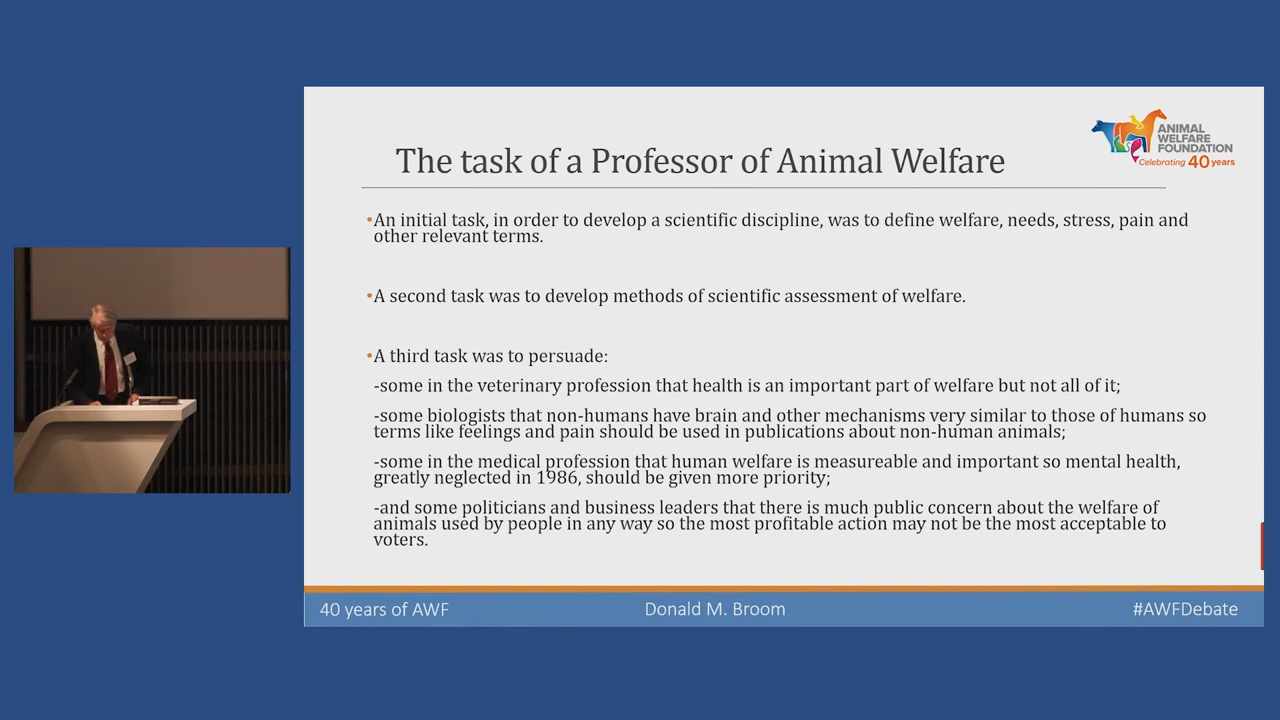 ANIMAL
WELFARE
FOUNDATION
Celebrating 40 years
The task of a Professor of Animal Welfare
•An initial task, in order to develop a scientific discipline, was to define welfare, needs, stress, pain and
other relevant terms.
•A second task was to develop methods of scientific assessment of welfare.
•A third task was to persuade:
-some in the veterinary profession that health is an important part of welfare but not all of it;
-some biologists that non-humans have brain and other mechanisms very similar to those of humans so
terms like feelings and pain should be used in publications about non-human animals;
-some in the medical profession that human welfare is measureable and important so mental health,
greatly neglected in 1986, should be given more priority;
-and some politicians and business leaders that there is much public concern about the welfare of
animals used by people in any way so the most profitable action may not be the most acceptable to
voters.
40 years of AWF
Donald M. Broom
#AWFDebate